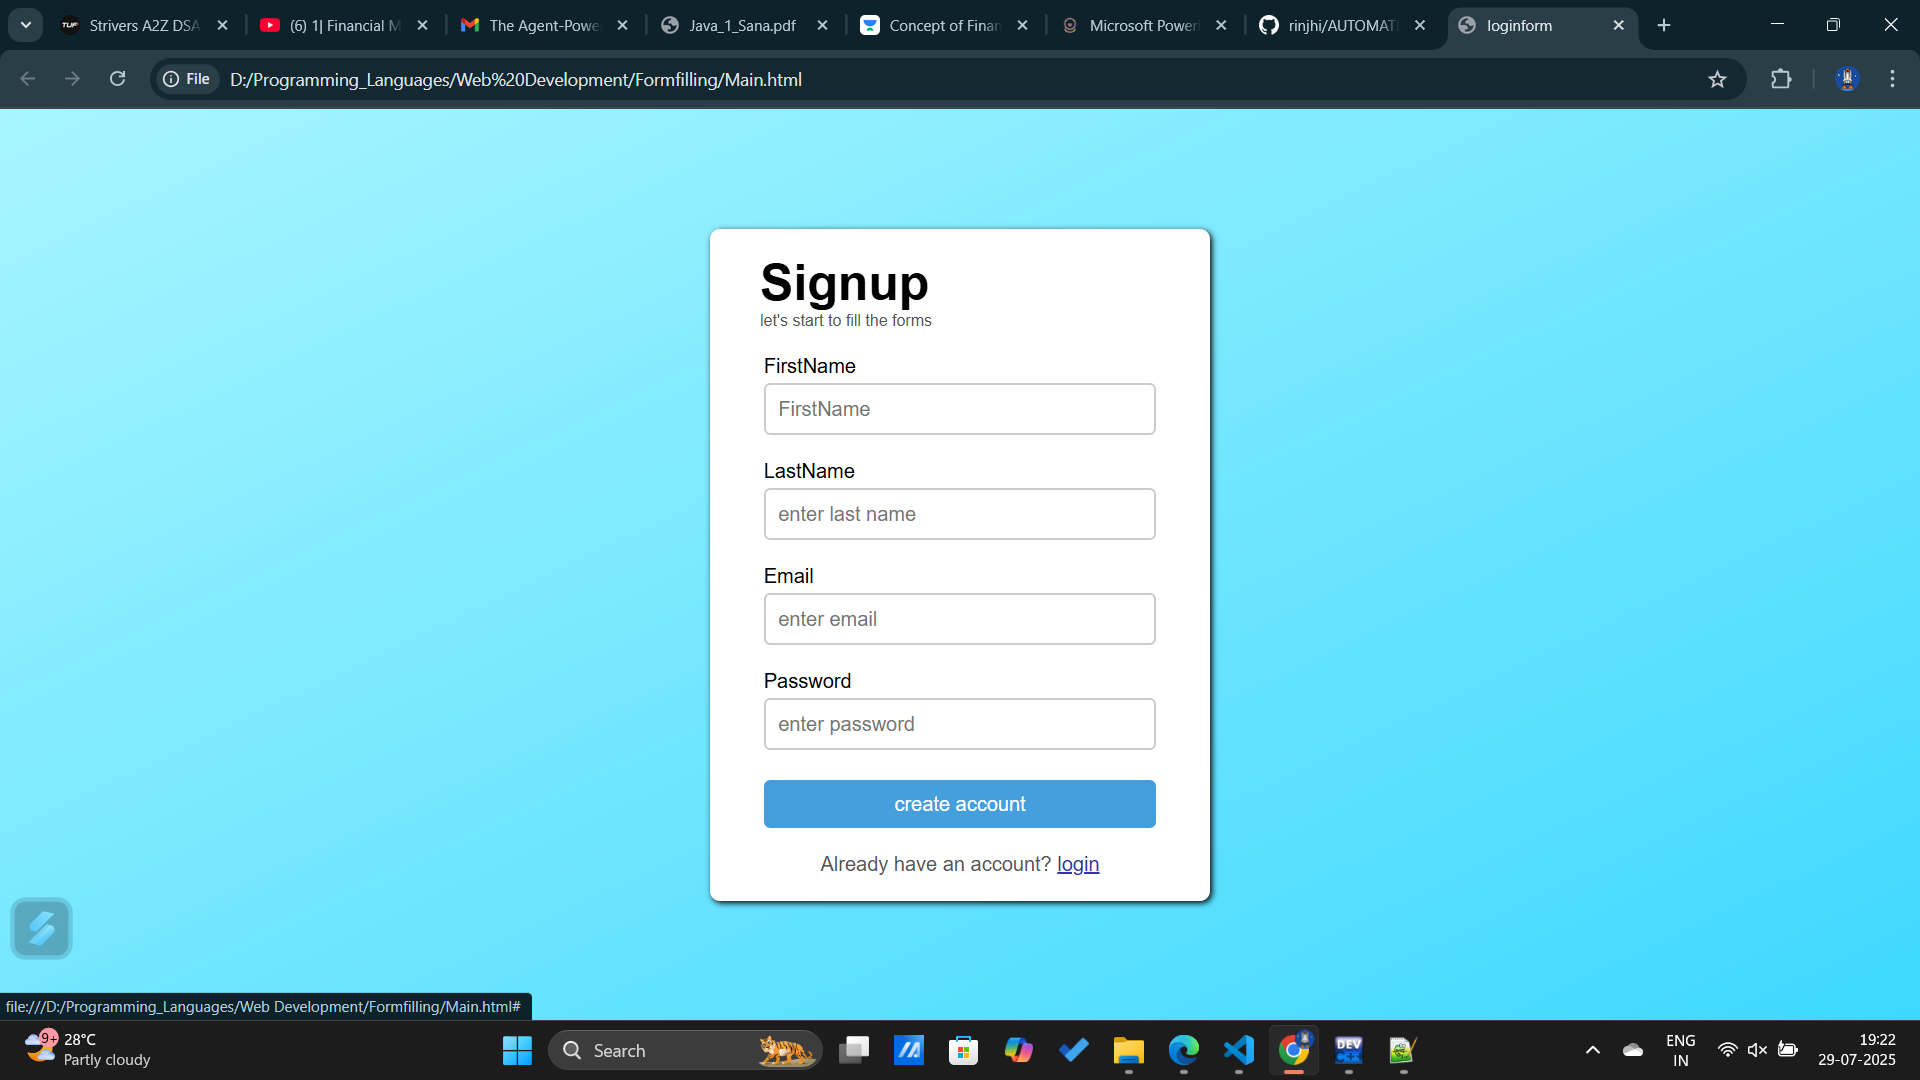 Strivers A2Z DSA
(6) 1| Financial M
The Agent-Powe
Java_1_Sana.pdf
Concept of Finan
Microsoft Power
rinjhi/AUTOMATI
loginform
File
D:/Programming_Languages/Web%20Development/Formfilling/Main.html
Signup
let's start to fill the forms
FirstName
FirstName
LastName
enter last name
Email
enter email
Password
enter password
create account
Already have an account? login
file:///D:/Programming_Languages/Web Development/Formfilling/Main.html#
9+
28°C
Partly cloudy
Search
DEV
C++
ENG
IN
19:22
29-07-2025